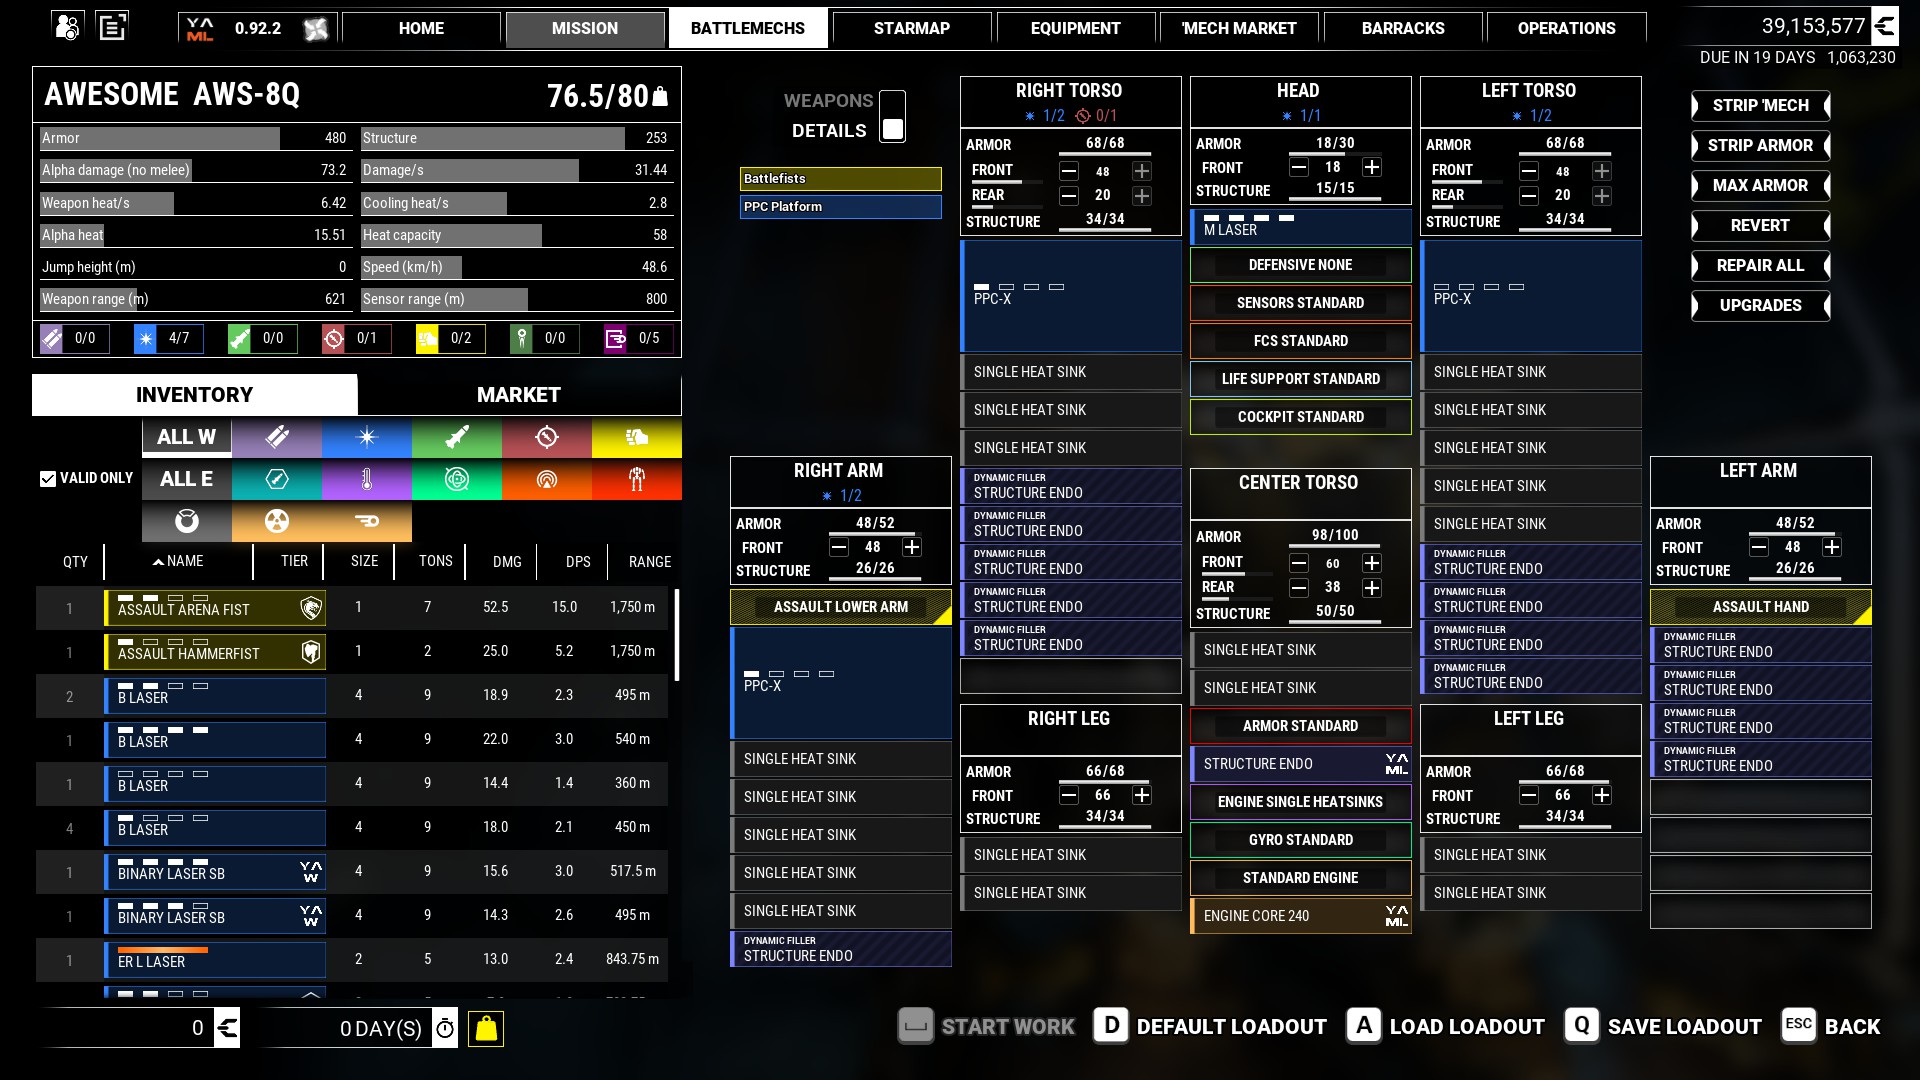 YA ML 0.92.2 HOME MISSION BATTLEMECHS STARMAP EQUIPMENT 'MECH MARKET BARRACKS OPERATIONS 39,153,577
DUE IN 19 DAYS 1,063,230
AWESOME AWS-8Q 76.5/80
Armor 480 Structure 253
Alpha damage (no melee) 73.2 Damage/s 31.44
Weapon heat/s 6.42 Cooling heat/s 2.8
Alpha heat 15.51 Heat capacity 58
Jump height (m) 0 Speed (km/h) 48.6
Weapon range (m) 621 Sensor range (m) 800
0/0 4/7 0/0 0/1 0/2 0/0 0/5
INVENTORY MARKET
ALL W
VALID ONLY ALL E
QTY NAME TIER SIZE TONS DMG DPS RANGE
1 ASSAULT ARENA FIST 1 7 52.5 15.0 1,750 m
1 ASSAULT HAMMERFIST 1 2 25.0 5.2 1,750 m
2 B LASER 4 9 18.9 2.3 495 m
1 B LASER 4 9 22.0 3.0 540 m
1 B LASER 4 9 14.4 1.4 360 m
4 B LASER 4 9 18.0 2.1 450 m
1 BINARY LASER SB YA W 4 9 15.6 3.0 517.5 m
1 BINARY LASER SB YA W 4 9 14.3 2.6 495 m
1 ER L LASER 2 5 13.0 2.4 843.75 m
0 0 DAY(S)
WEAPONS
DETAILS
Battlefists
PPC Platform
RIGHT ARM
1/2
ARMOR 48/52
FRONT 48
STRUCTURE 26/26
ASSAULT LOWER ARM
PPC-X
SINGLE HEAT SINK
SINGLE HEAT SINK
SINGLE HEAT SINK
SINGLE HEAT SINK
SINGLE HEAT SINK
DYNAMIC FILLER
STRUCTURE ENDO
RIGHT TORSO
1/2 0/1
ARMOR 68/68
FRONT 48
REAR 20
STRUCTURE 34/34
PPC-X
SINGLE HEAT SINK
SINGLE HEAT SINK
SINGLE HEAT SINK
DYNAMIC FILLER
STRUCTURE ENDO
DYNAMIC FILLER
STRUCTURE ENDO
DYNAMIC FILLER
STRUCTURE ENDO
DYNAMIC FILLER
STRUCTURE ENDO
DYNAMIC FILLER
STRUCTURE ENDO
RIGHT LEG
ARMOR 66/68
FRONT 66
STRUCTURE 34/34
SINGLE HEAT SINK
SINGLE HEAT SINK
HEAD
1/1
ARMOR 18/30
FRONT 18
STRUCTURE 15/15
M LASER
DEFENSIVE NONE
SENSORS STANDARD
FCS STANDARD
LIFE SUPPORT STANDARD
COCKPIT STANDARD
CENTER TORSO
ARMOR 98/100
FRONT 60
REAR 38
STRUCTURE 50/50
SINGLE HEAT SINK
SINGLE HEAT SINK
ARMOR STANDARD
STRUCTURE ENDO YA ML
ENGINE SINGLE HEATSINKS
GYRO STANDARD
STANDARD ENGINE
ENGINE CORE 240 YA ML
LEFT TORSO
1/2
ARMOR 68/68
FRONT 48
REAR 20
STRUCTURE 34/34
PPC-X
SINGLE HEAT SINK
SINGLE HEAT SINK
SINGLE HEAT SINK
SINGLE HEAT SINK
SINGLE HEAT SINK
DYNAMIC FILLER
STRUCTURE ENDO
DYNAMIC FILLER
STRUCTURE ENDO
DYNAMIC FILLER
STRUCTURE ENDO
DYNAMIC FILLER
STRUCTURE ENDO
LEFT LEG
ARMOR 66/68
FRONT 66
STRUCTURE 34/34
SINGLE HEAT SINK
SINGLE HEAT SINK
LEFT ARM
ARMOR 48/52
FRONT 48
STRUCTURE 26/26
ASSAULT HAND
DYNAMIC FILLER
STRUCTURE ENDO
DYNAMIC FILLER
STRUCTURE ENDO
DYNAMIC FILLER
STRUCTURE ENDO
DYNAMIC FILLER
STRUCTURE ENDO
STRIP 'MECH
STRIP ARMOR
MAX ARMOR
REVERT
REPAIR ALL
UPGRADES
START WORK D DEFAULT LOADOUT A LOAD LOADOUT Q SAVE LOADOUT ESC BACK